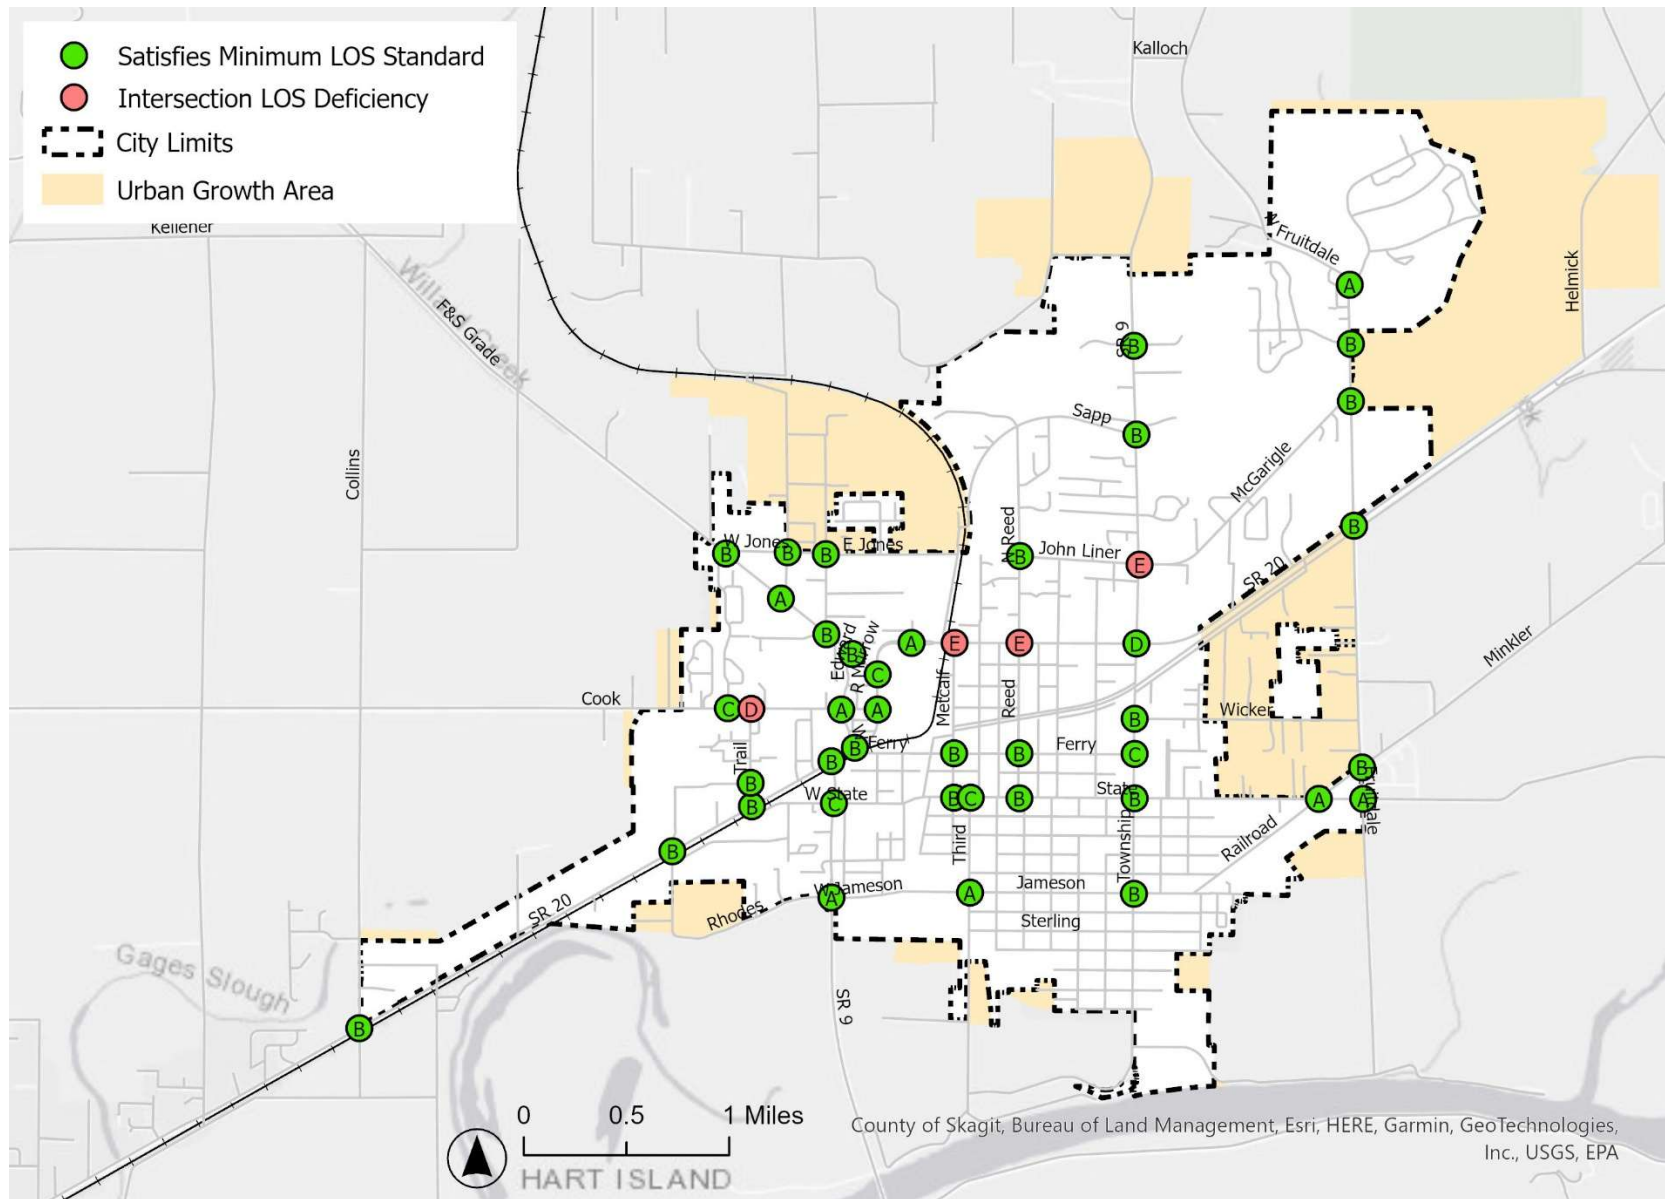 Satisfies Minimum LOS Standard
Intersection LOS Deficiency
City Limits
Urban Growth Area
Kalloch
Kelleher
N Fruitdale
Helmick
A
F&S Grade
SR 9
B
B
B
Sapp
B
McGarigle
Collins
B
W Jones
E Jones
N Reed
John Liner
B
B
B
B
E
SR 20
A
B
Edward
R Murrow
B
A
E
E
D
Minkler
C
Metcalf
Reed
Cook
C
D
A
A
B
Wicker
N
Ferry
B
B
B
B
Ferry
C
Trail
B
B
W State
C
B
C
B
State
B
A
A
B
Fruitdale
B
Third
Township
Railroad
W Jameson
A
A
Jameson
B
Rhodes
Sterling
SR 20
Gages Slough
SR 9
B
0 0.5 1 Miles
HART ISLAND
County of Skagit, Bureau of Land Management, Esri, HERE, Garmin, GeoTechnologies,
Inc., USGS, EPA